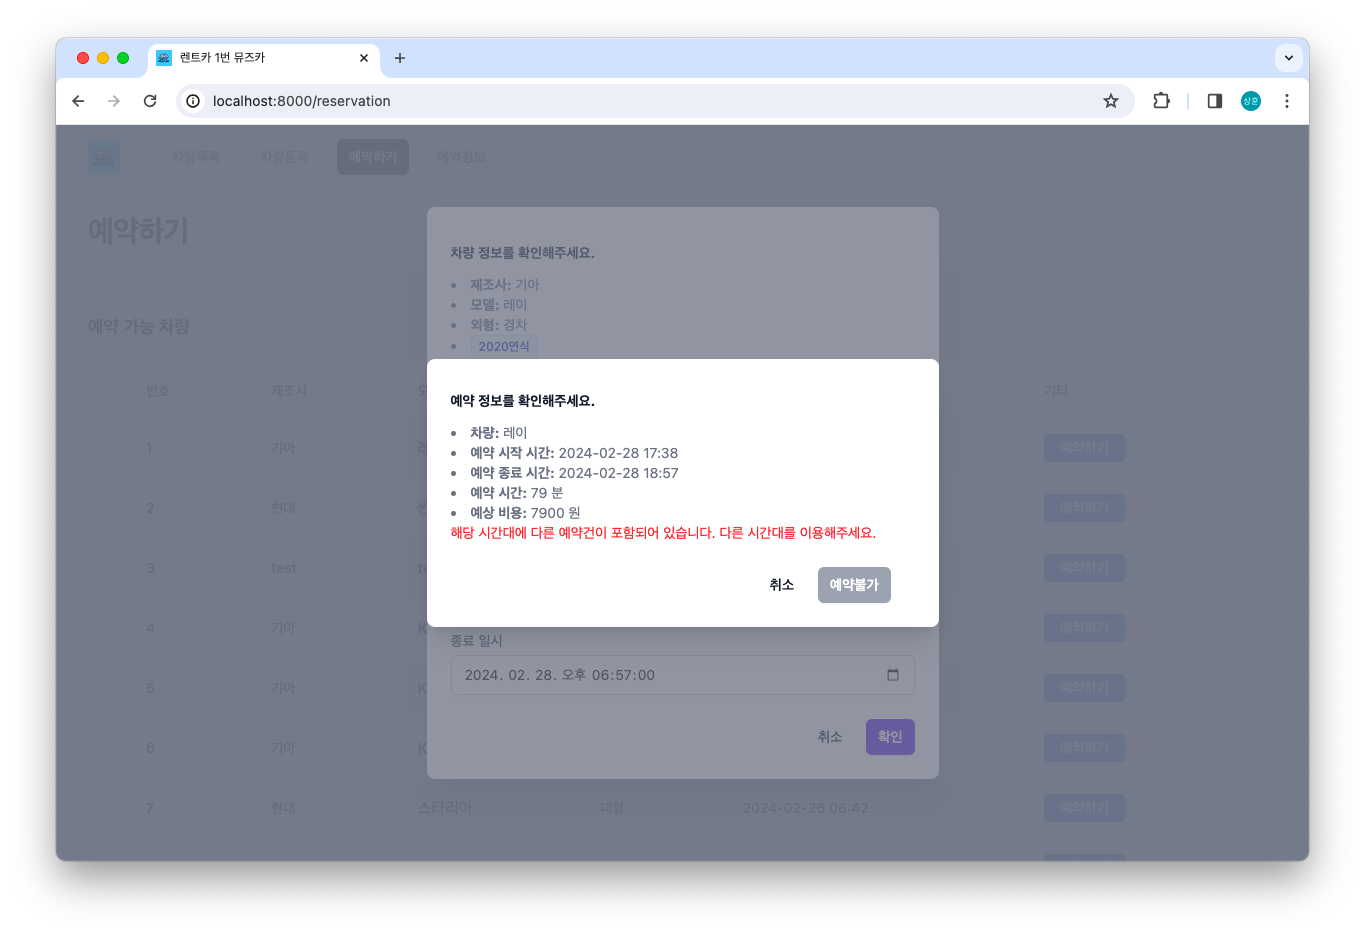 렌트카 1번 뮤즈카
localhost:8000/reservation
상훈
차량목록 차량등록 예약하기 예약정보
예약하기
차량 정보를 확인해주세요.
제조사: 기아
모델: 레이
외형: 경차
2020연식
예약 가능 차량
번호 제조사 기타
예약 정보를 확인해주세요.
차량: 레이
예약 시작 시간: 2024-02-28 17:38
예약 종료 시간: 2024-02-28 18:57
예약 시간: 79 분
예상 비용: 7900 원
해당 시간대에 다른 예약건이 포함되어 있습니다. 다른 시간대를 이용해주세요.
취소 예약불가
1 기아 예약하기
2 현대 예약하기
3 test 예약하기
4 기아 예약하기
종료 일시
2024. 02. 28. 오후 06:57:00
5 기아 예약하기
취소 확인
6 기아 예약하기
7 현대 스타리아 대형 2024-02-26 08:42 예약하기